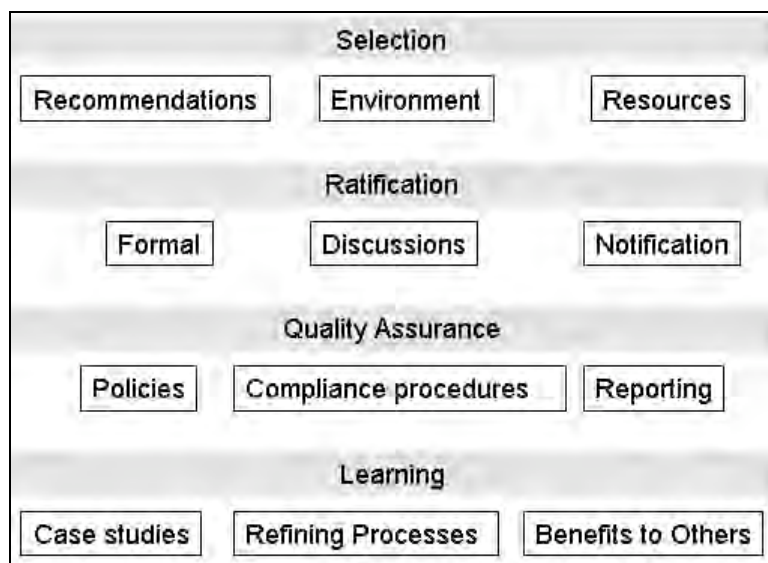 Selection
Recommendations Environment Resources
Ratification
Formal Discussions Notification
Quality Assurance
Policies Compliance procedures Reporting
Learning
Case studies Refining Processes Benefits to Others